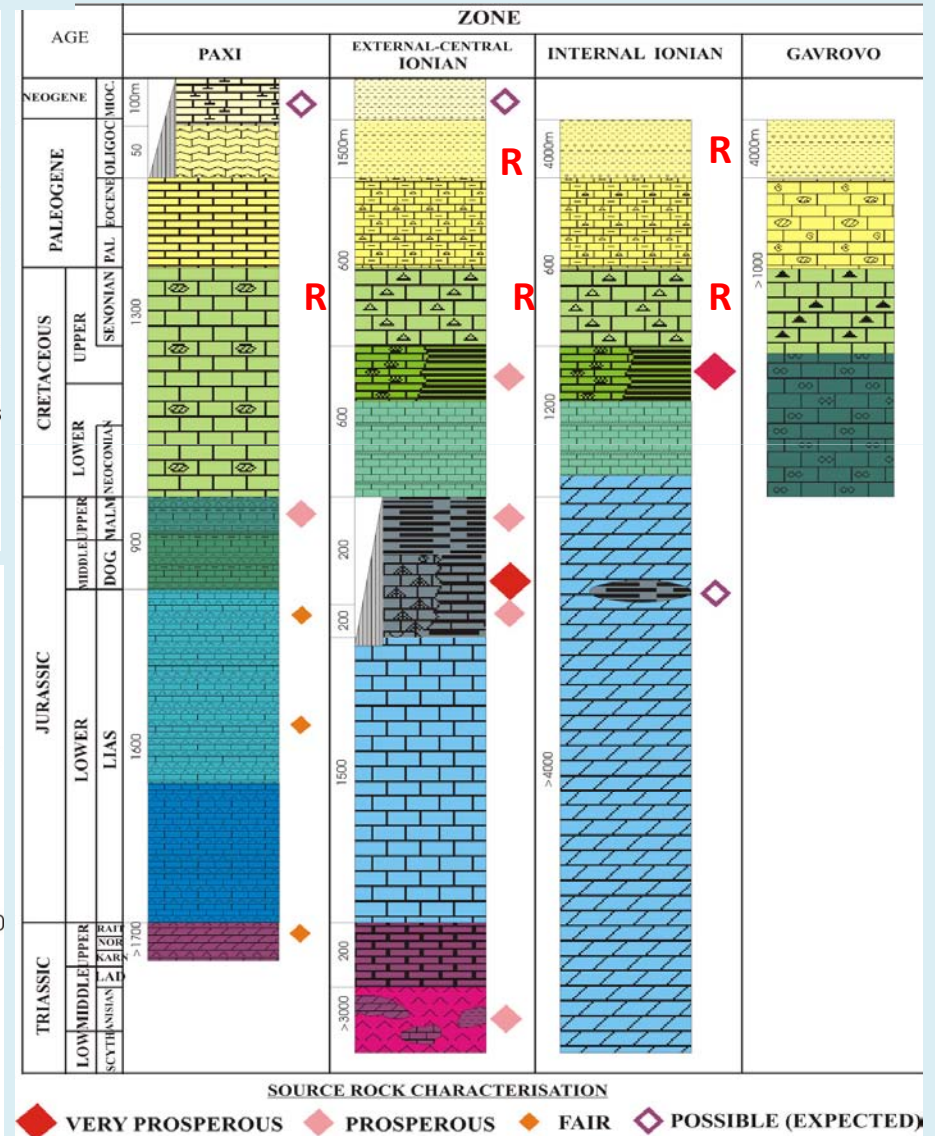 ZONE
AGE
PAXI
EXTERNAL-CENTRAL
IONIAN
INTERNAL IONIAN
GAVROVO
NEOGENE
MIOC.
100m
PALEOGENE
OLIGOC
50
1500m
R
4000m
R
4000m
EOCENE
PAL
600
600
>1000
CRETACEOUS
UPPER
SENONIAN
1300
R
R
R
LOWER
NEOCONIAN
600
1200
s
JURASSIC
UPPER
MALM
MIDDLE
DOG.
900
200
200
LOWER
LIAS
1600
1500
>4000
TRIASSIC
UPPER
RAIT
NOR
KARN
>1700
200
MIDDLE
LAD
ANISIAN
>3000
LOW
SCYTH
SOURCE ROCK CHARACTERISATION
VERY PROSPEROUS
PROSPEROUS
FAIR
POSSIBLE (EXPECTED)